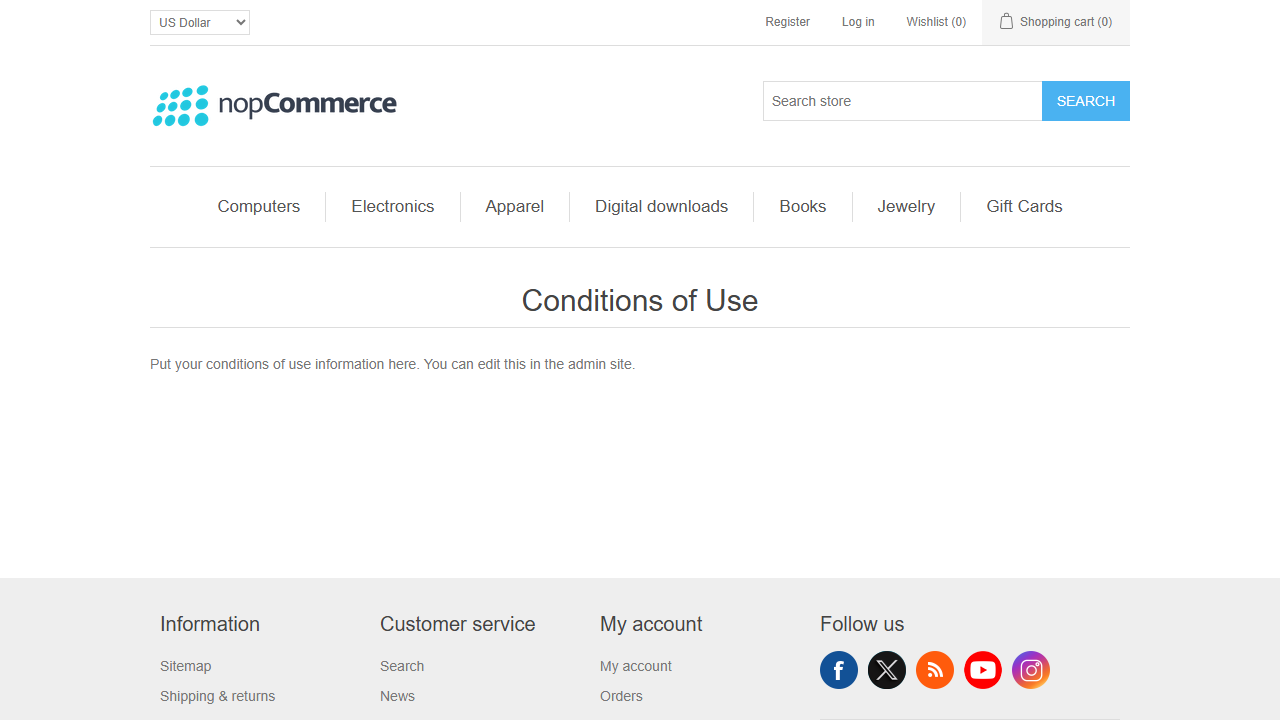 US Dollar
Register
Log in
Wishlist (0)
Shopping cart (0)
nopCommerce
Search store
SEARCH
Computers
Electronics
Apparel
Digital downloads
Books
Jewelry
Gift Cards
Conditions of Use
Put your conditions of use information here. You can edit this in the admin site.
Information
Customer service
My account
Follow us
Sitemap
Search
My account
Shipping & returns
News
Orders